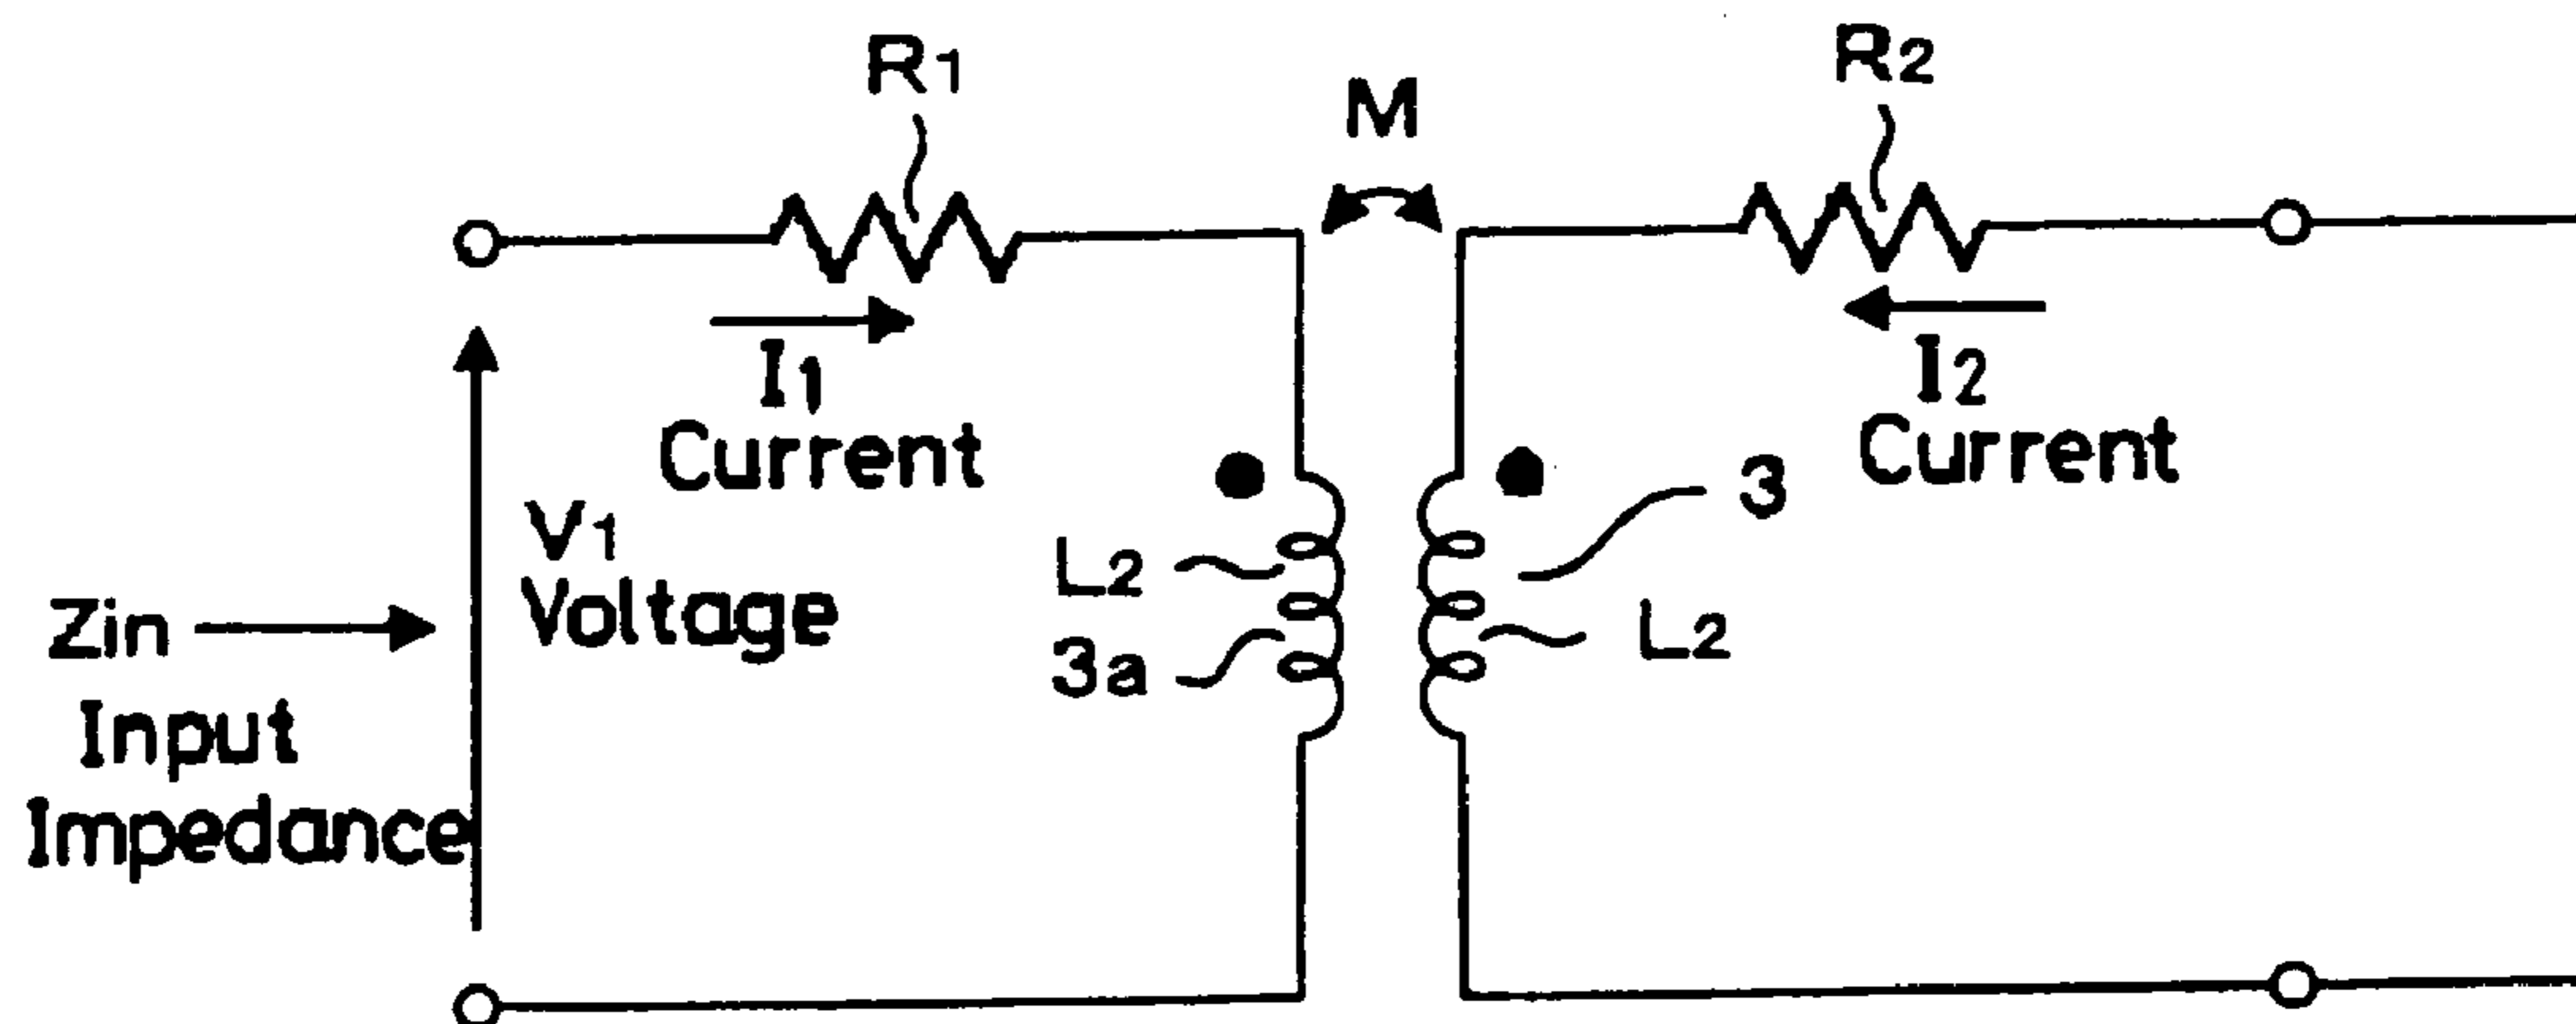 R1
M
R2
I1
Current
I2
Current
V1
Voltage
Zin
Input
Impedance
L2
3a
3
L2